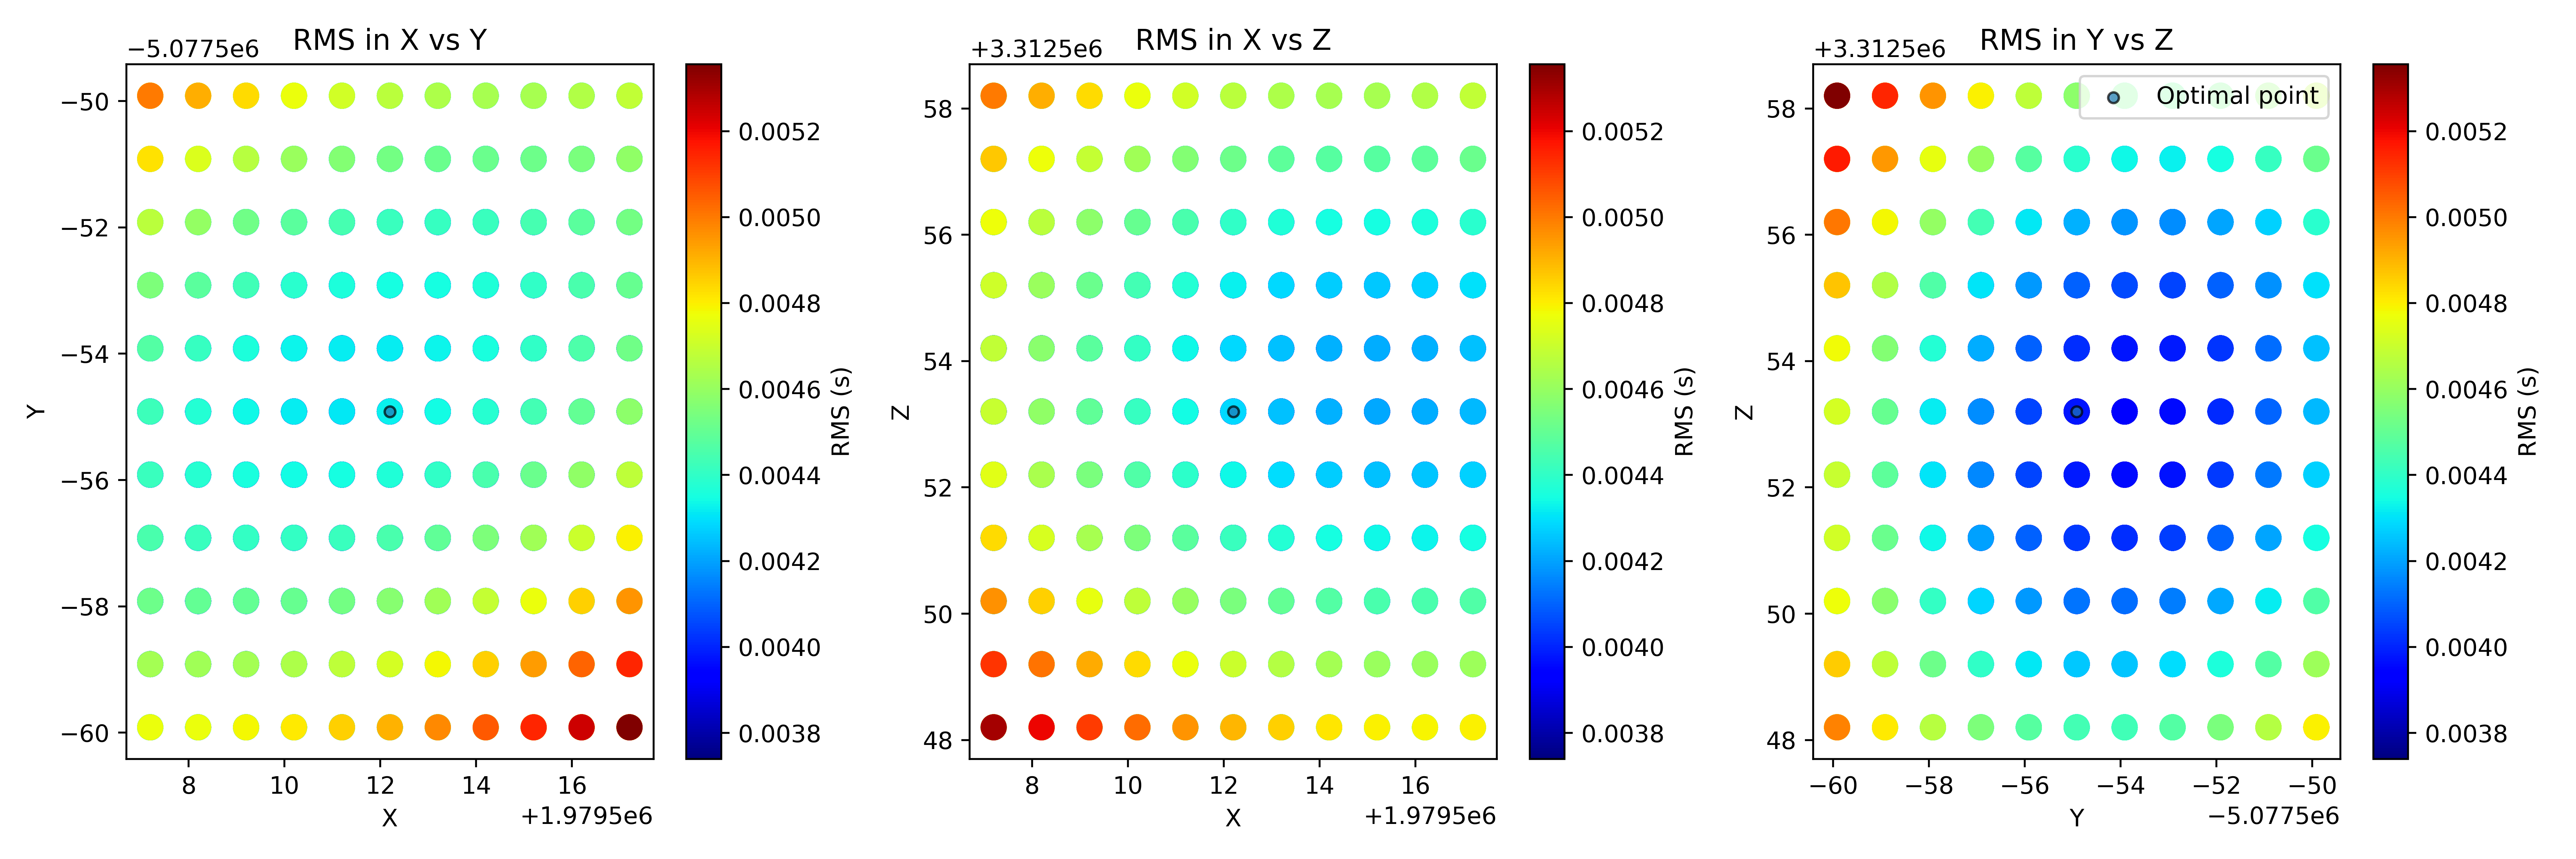 RMS in X vs Y
−5.0775e6
−50
−52
−54
−56
−58
−60
Y
8 10 12 14 16
X
+1.9795e6
0.0052
0.0050
0.0048
0.0046
0.0044
0.0042
0.0040
0.0038
RMS (s)
RMS in X vs Z
+3.3125e6
58
56
54
52
50
48
Z
8 10 12 14 16
X
+1.9795e6
0.0052
0.0050
0.0048
0.0046
0.0044
0.0042
0.0040
0.0038
RMS (s)
RMS in Y vs Z
+3.3125e6
Optimal point
58
56
54
52
50
48
Z
−60 −58 −56 −54 −52 −50
Y
−5.0775e6
0.0052
0.0050
0.0048
0.0046
0.0044
0.0042
0.0040
0.0038
RMS (s)